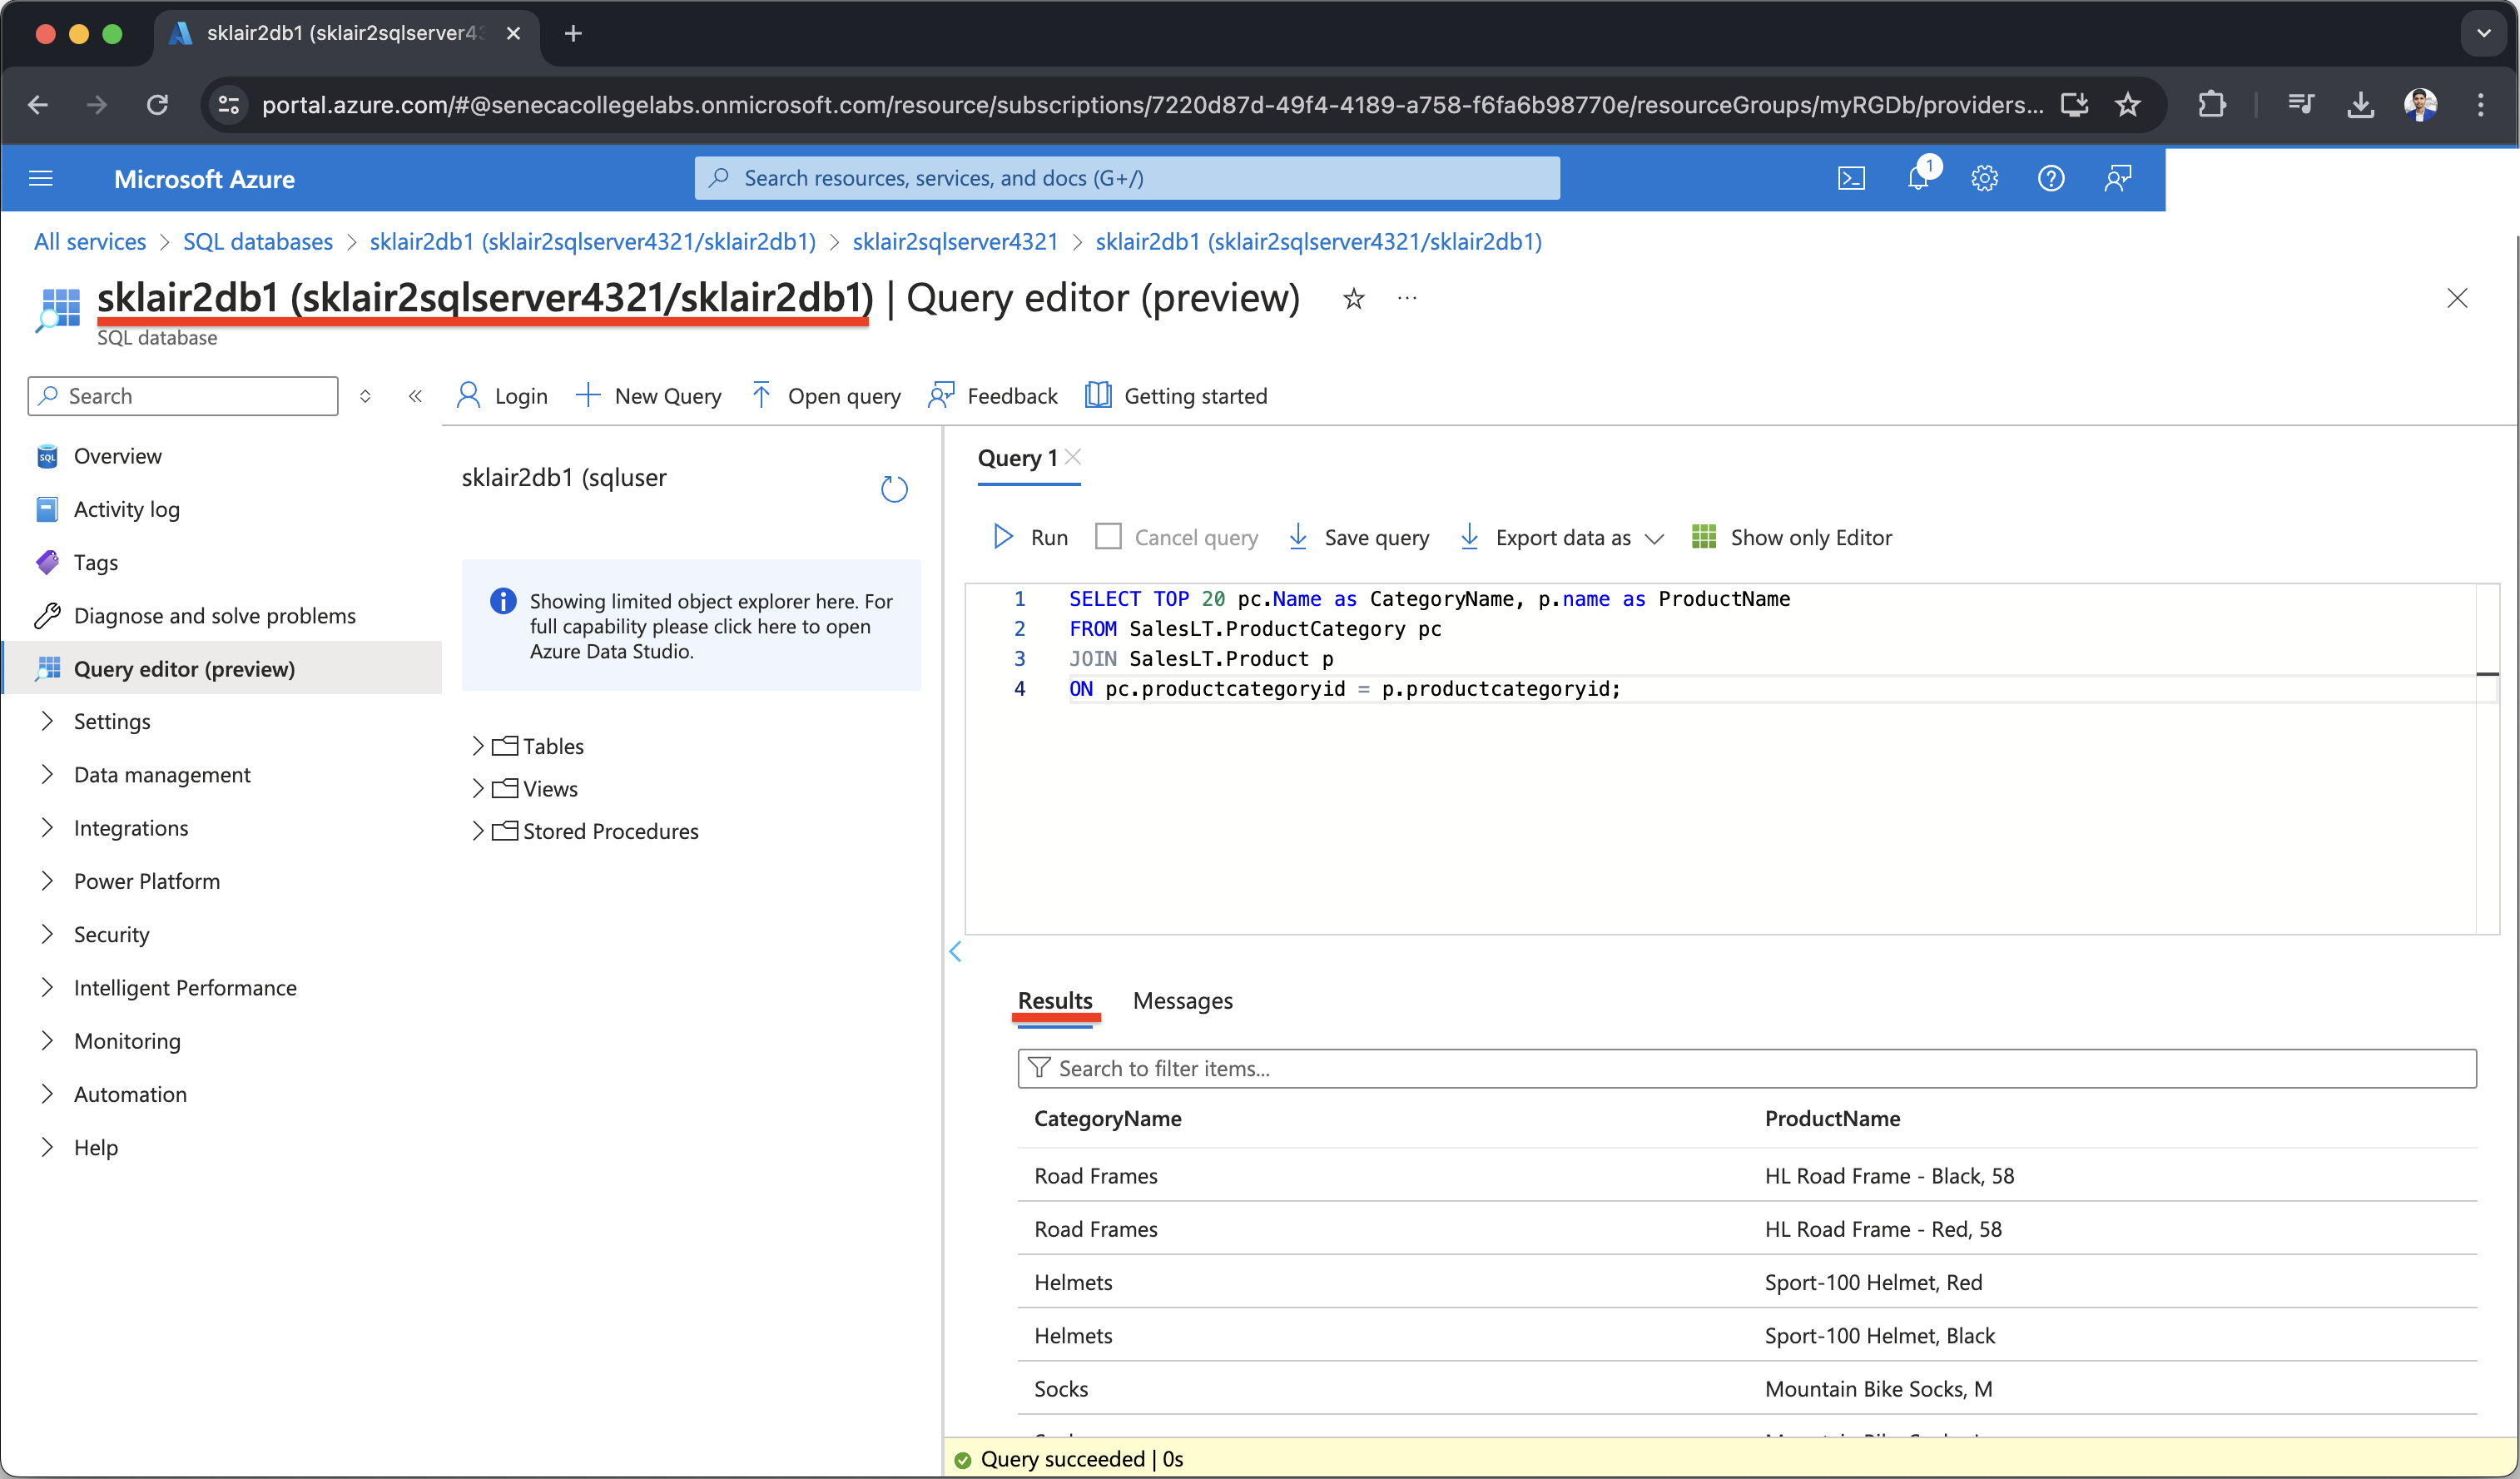 sklair2db1 (sklair2sqlserver43
portal.azure.com/#@senecacollegelabs.onmicrosoft.com/resource/subscriptions/7220d87d-49f4-4189-a758-f6fa6b98770e/resourceGroups/myRGDb/providers...
Microsoft Azure
Search resources, services, and docs (G+/)
1
All services > SQL databases > sklair2db1 (sklair2sqlserver4321/sklair2db1) > sklair2sqlserver4321 > sklair2db1 (sklair2sqlserver4321/sklair2db1)
sklair2db1 (sklair2sqlserver4321/sklair2db1) | Query editor (preview)
SQL database
Search
Login
New Query
Open query
Feedback
Getting started
SQL
Overview
Activity log
Tags
Diagnose and solve problems
Query editor (preview)
Settings
Data management
Integrations
Power Platform
Security
Intelligent Performance
Monitoring
Automation
Help
sklair2db1 (sqluser
Showing limited object explorer here. For
full capability please click here to open
Azure Data Studio.
Tables
Views
Stored Procedures
Query 1
Run
Cancel query
Save query
Export data as
Show only Editor
1 SELECT TOP 20 pc.Name as CategoryName, p.name as ProductName
2 FROM SalesLT.ProductCategory pc
3 JOIN SalesLT.Product p
4 ON pc.productcategoryid = p.productcategoryid;
Results
Messages
Search to filter items...
CategoryName ProductName
Road Frames HL Road Frame - Black, 58
Road Frames HL Road Frame - Red, 58
Helmets Sport-100 Helmet, Red
Helmets Sport-100 Helmet, Black
Socks Mountain Bike Socks, M
Query succeeded | 0s